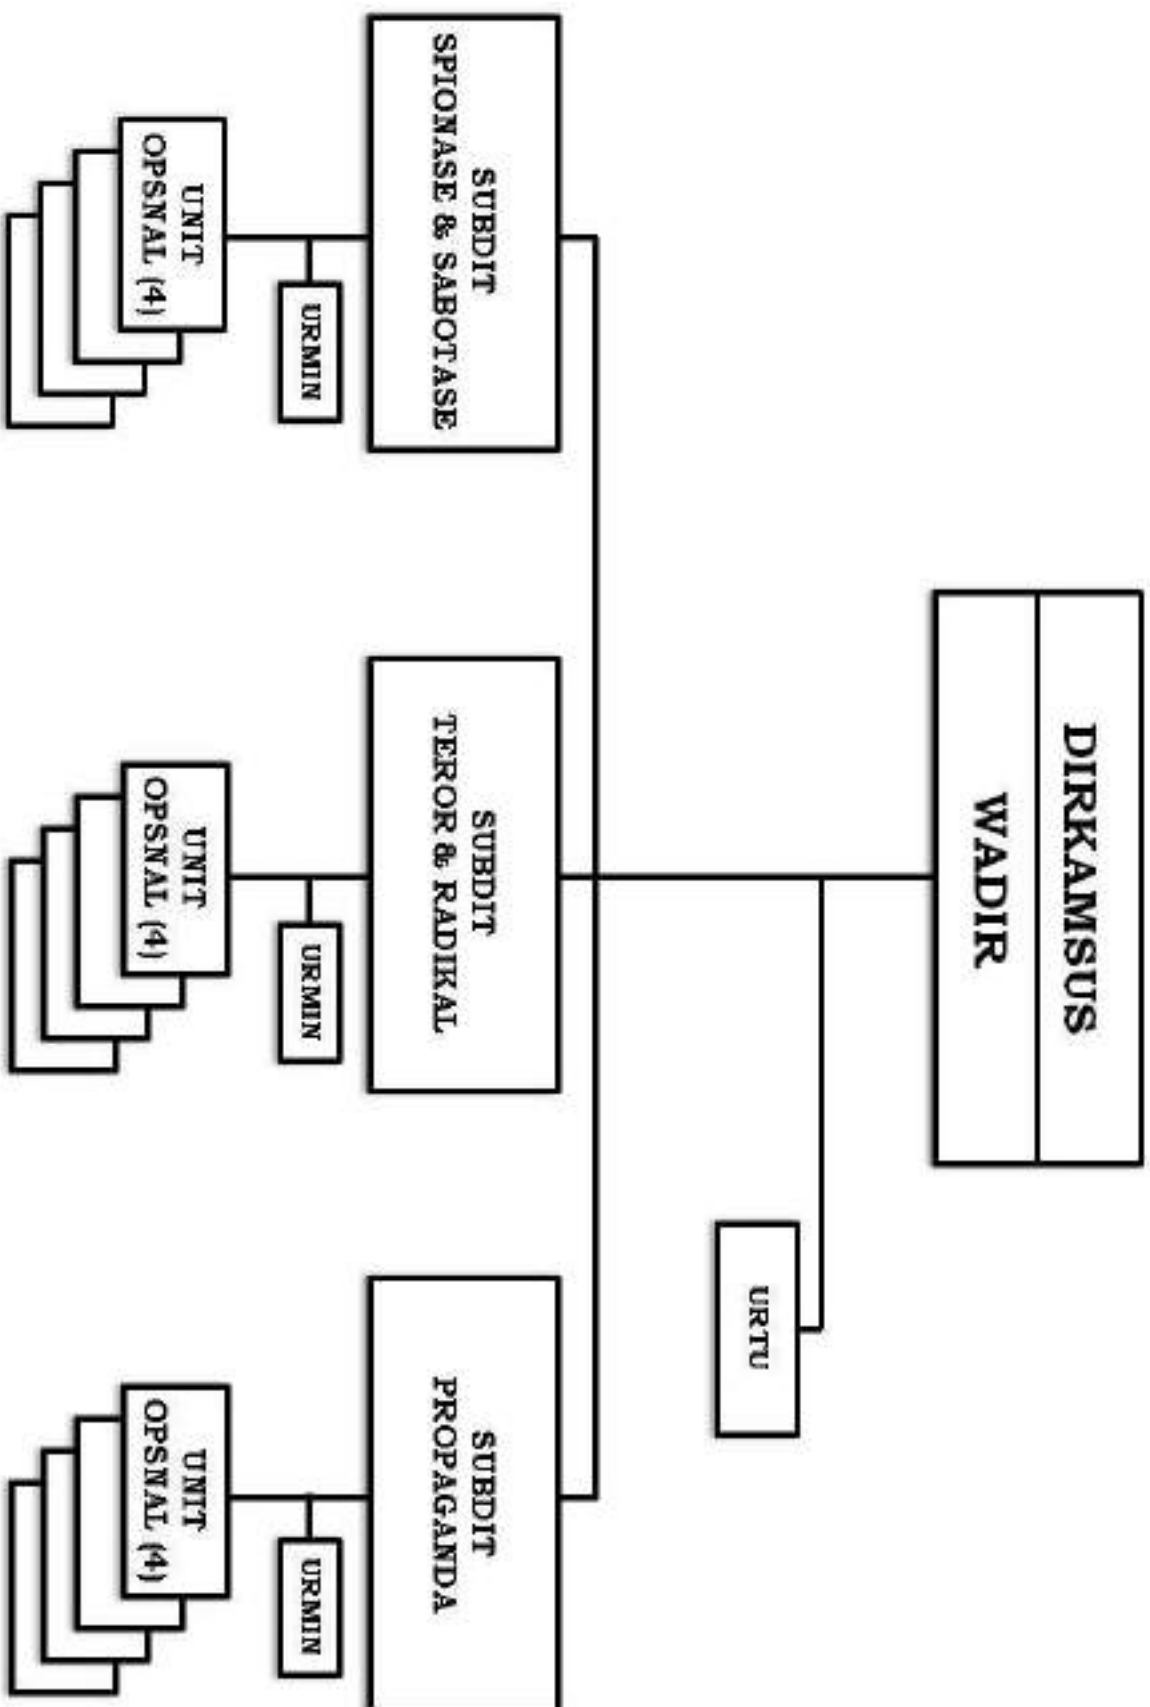 DIRKAMSUS
WADIR
URTU
SUBDIT
SPIONASE & SABOTASE
SUBDIT
TEROR & RADIKAL
SUBDIT
PROPAGANDA
URMIN
URMIN
URMIN
UNIT
OPSNAL (4)
UNIT
OPSNAL (4)
UNIT
OPSNAL (4)